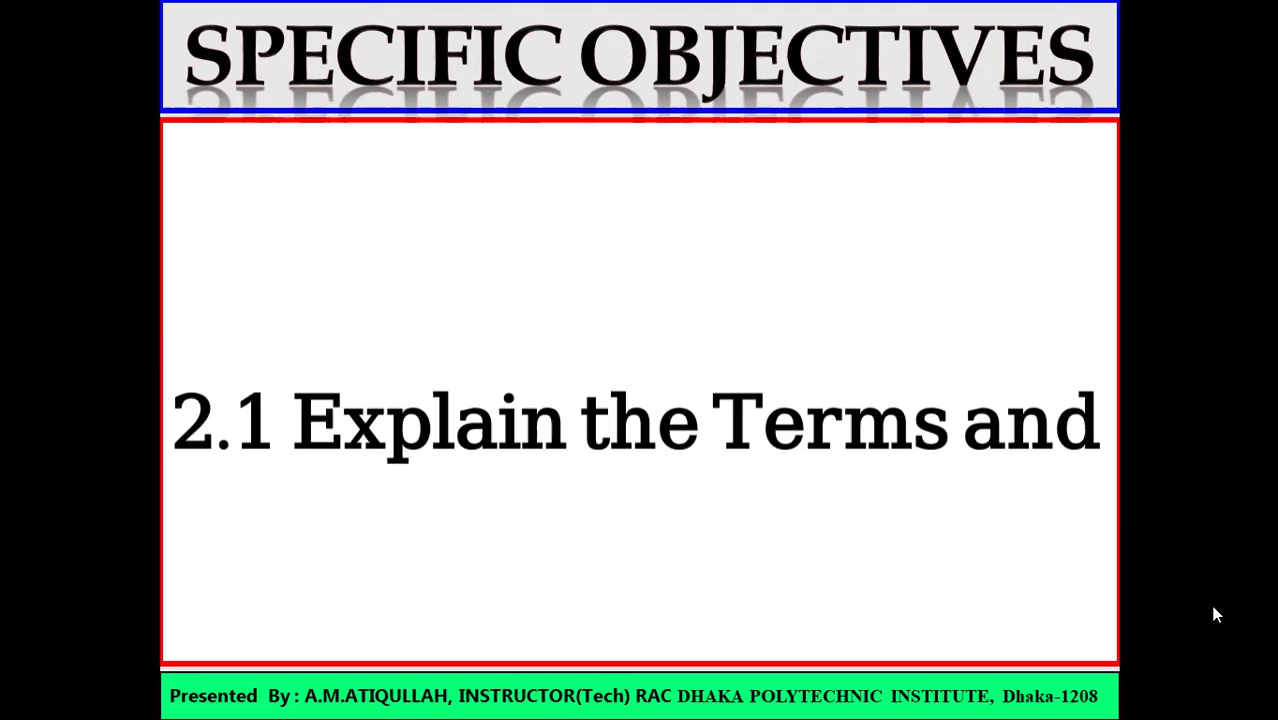 SPECIFIC OBJECTIVES
2.1 Explain the Terms and
Presented By : A.M.ATIQULLAH, INSTRUCTOR(Tech) RAC DHAKA POLYTECHNIC INSTITUTE, Dhaka-1208